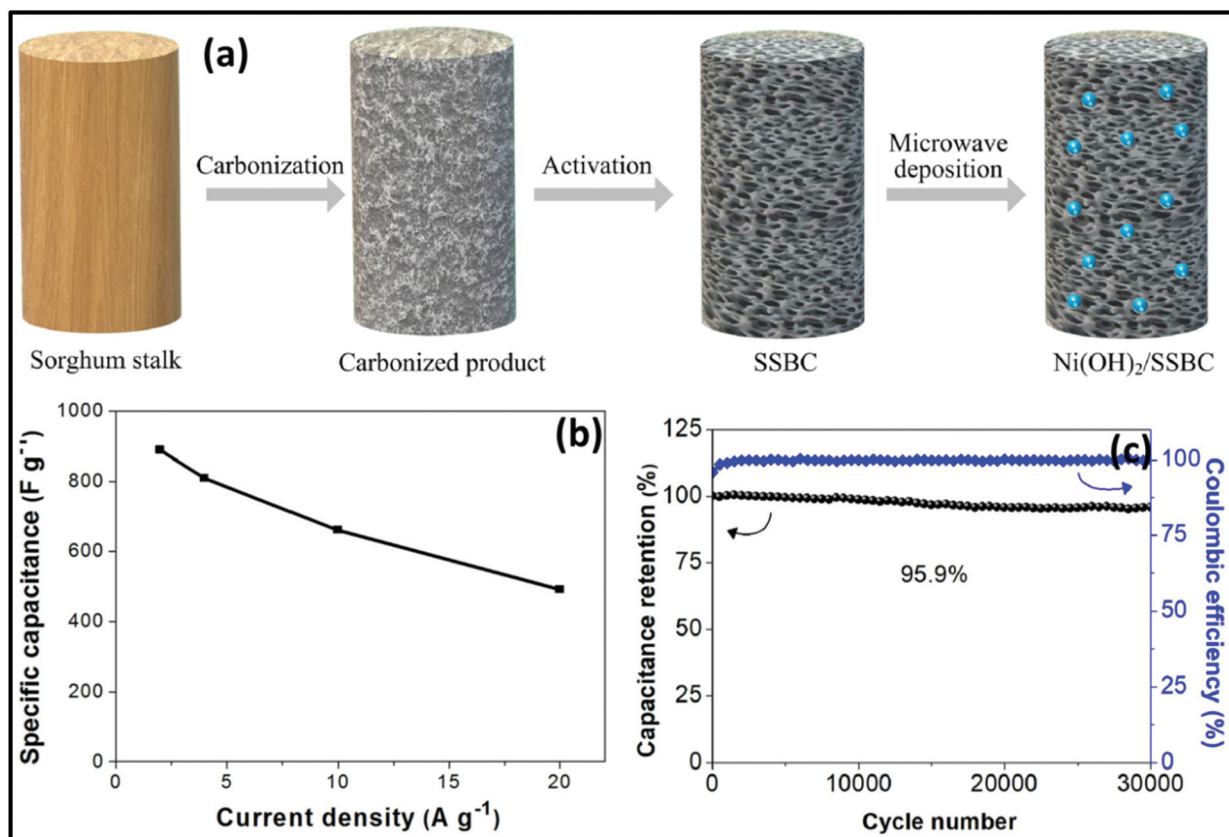 (a)
Carbonization
Activation
Microwave
deposition
Sorghum stalk
Carbonized product
SSBC
Ni(OH)₂/SSBC
(b)
Specific capacitance (F g⁻¹)
1000
800
600
400
200
0
0
5
10
15
20
Current density (A g⁻¹)
(c)
Capacitance retention (%)
125
100
75
50
25
0
95.9%
0
10000
20000
30000
Cycle number
100
75
50
25
0
Coulombic efficiency (%)